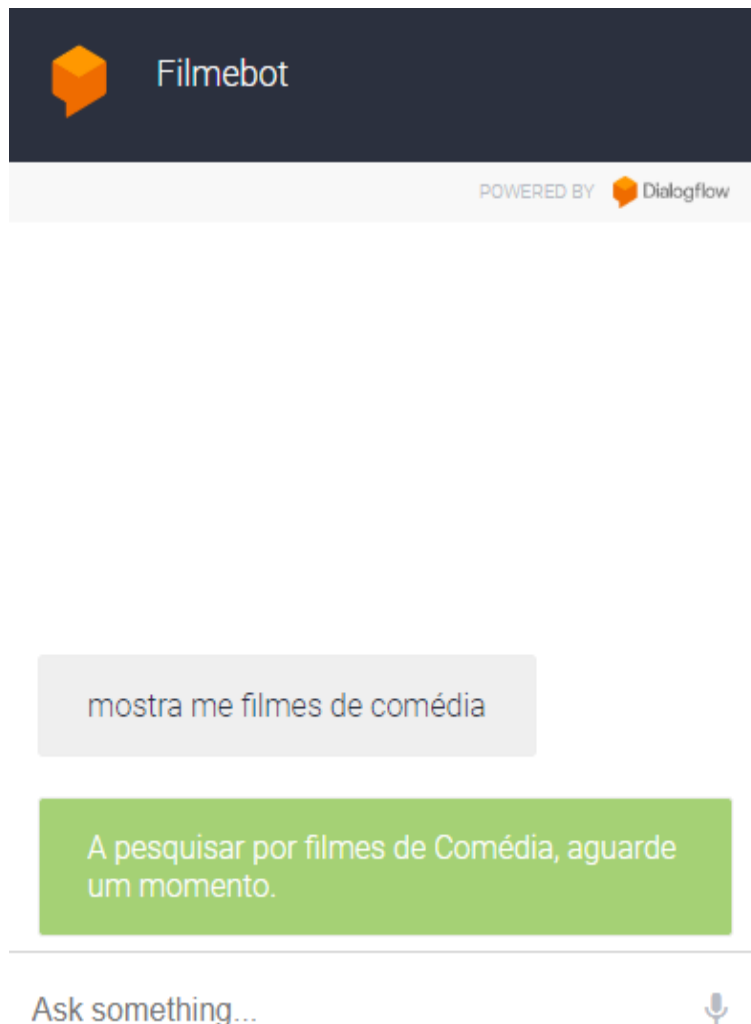 Filmebot
POWERED BY Dialogflow
mostra me filmes de comédia
A pesquisar por filmes de Comédia, aguarde
um momento.
Ask something...